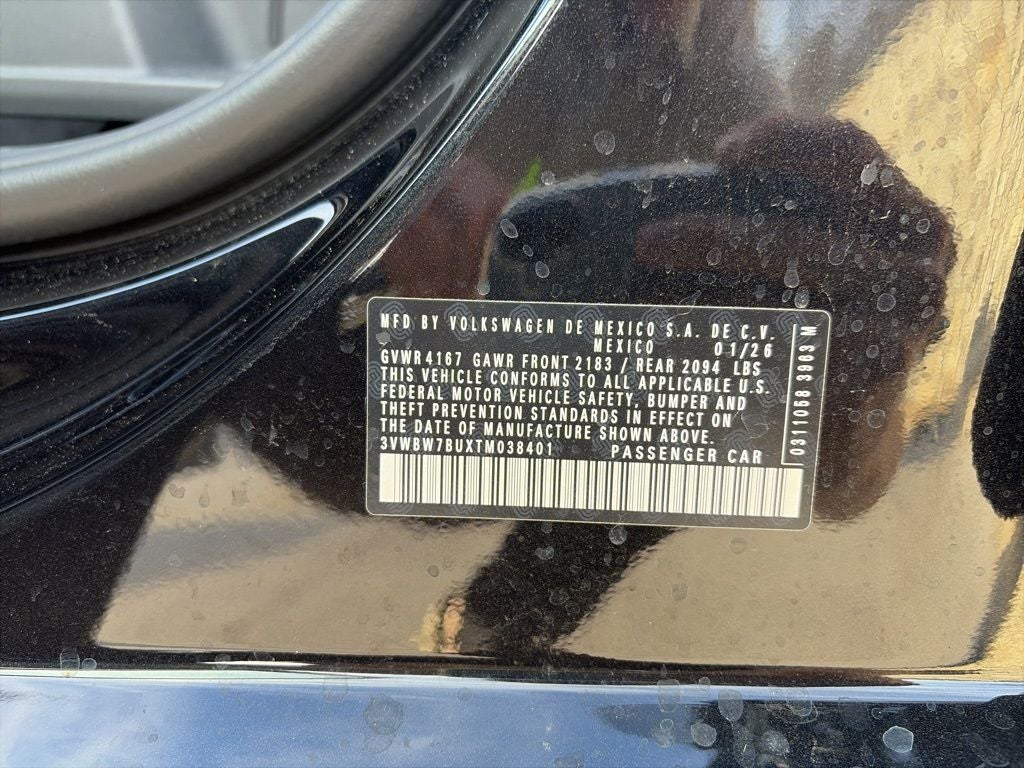 MFD BY VOLKSWAGEN DE MEXICO S.A. DE C.V.
MEXICO 01/26
GVWR 4167 GAWR FRONT 2183 / REAR 2094 LBS
THIS VEHICLE CONFORMS TO ALL APPLICABLE U.S.
FEDERAL MOTOR VEHICLE SAFETY, BUMPER AND
THEFT PREVENTION STANDARDS IN EFFECT ON
THE DATE OF MANUFACTURE SHOWN ABOVE.
3VWBW7BUXTM038401 PASSENGER CAR
0311068 3963 M